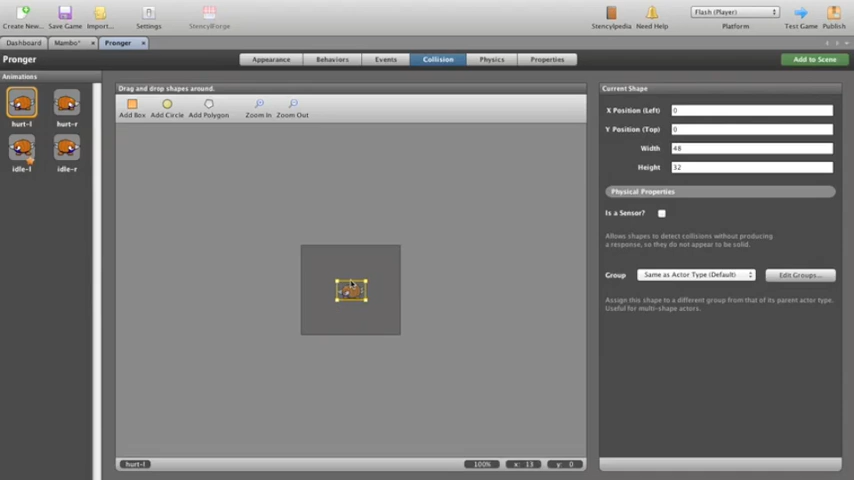 Create New... Save Game Import... Settings StencylForge Stencylpedia Need Help Flash (Player) Platform Test Game Publish
Dashboard Mambo* × Pronger ×
Pronger Appearance Behaviors Events Collision Physics Properties Add to Scene
Animations
hurt-l hurt-r
idle-l idle-r
Drag and drop shapes around.
Add Box Add Circle Add Polygon Zoom In Zoom Out
hurt-l 100% x: 13 y: 0
Current Shape
X Position (Left) 0
Y Position (Top) 0
Width 48
Height 32
Physical Properties
Is a Sensor?
Allows shapes to detect collisions without producing
a response, so they do not appear to be solid.
Group Same as Actor Type (Default) Edit Groups...
Assign this shape to a different group from that of its parent actor type.
Useful for multi-shape actors.